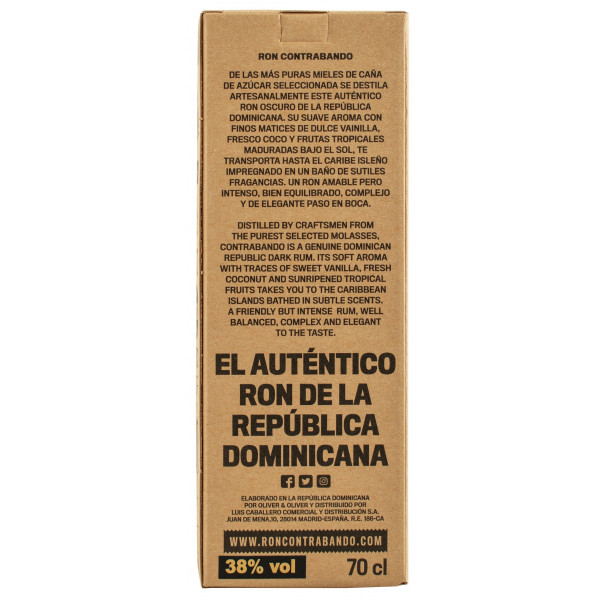 RON CONTRABANDO
DE LAS MÁS PURAS MIELES DE CAÑA
DE AZÚCAR SELECCIONADA SE DESTILA
ARTESANALMENTE ESTE AUTÉNTICO
RON OSCURO DE LA REPÚBLICA
DOMINICANA. SU SUAVE AROMA CON
FINOS MATICES DE DULCE VAINILLA,
FRESCO COCO Y FRUTAS TROPICALES
MADURADAS BAJO EL SOL, TE
TRANSPORTA HASTA EL CARIBE ISLEÑO
IMPREGNADO EN UN BAÑO DE SUTILES
FRAGANCIAS. UN RON AMABLE PERO
INTENSO, BIEN EQUILIBRADO, COMPLEJO
Y DE ELEGANTE PASO EN BOCA.
DISTILLED BY CRAFTSMEN FROM
THE PUREST SELECTED MOLASSES,
CONTRABANDO IS A GENUINE DOMINICAN
REPUBLIC DARK RUM. ITS SOFT AROMA
WITH TRACES OF SWEET VANILLA, FRESH
COCONUT AND SUNRIPENED TROPICAL
FRUITS TAKES YOU TO THE CARIBBEAN
ISLANDS BATHED IN SUBTLE SCENTS.
A FRIENDLY BUT INTENSE RUM, WELL
BALANCED, COMPLEX AND ELEGANT
TO THE TASTE.
EL AUTÉNTICO
RON DE LA
REPÚBLICA
DOMINICANA
ELABORADO EN LA REPÚBLICA DOMINICANA
POR OLIVER & OLIVER Y DISTRIBUIDO POR
LUIS CABALLERO COMERCIAL Y DISTRIBUCIÓN S.A.
JUAN DE MENA,10, 28014 MADRID-ESPAÑA. R.E. 186-CA
WWW.RONCONTRABANDO.COM
38% vol 70 cl